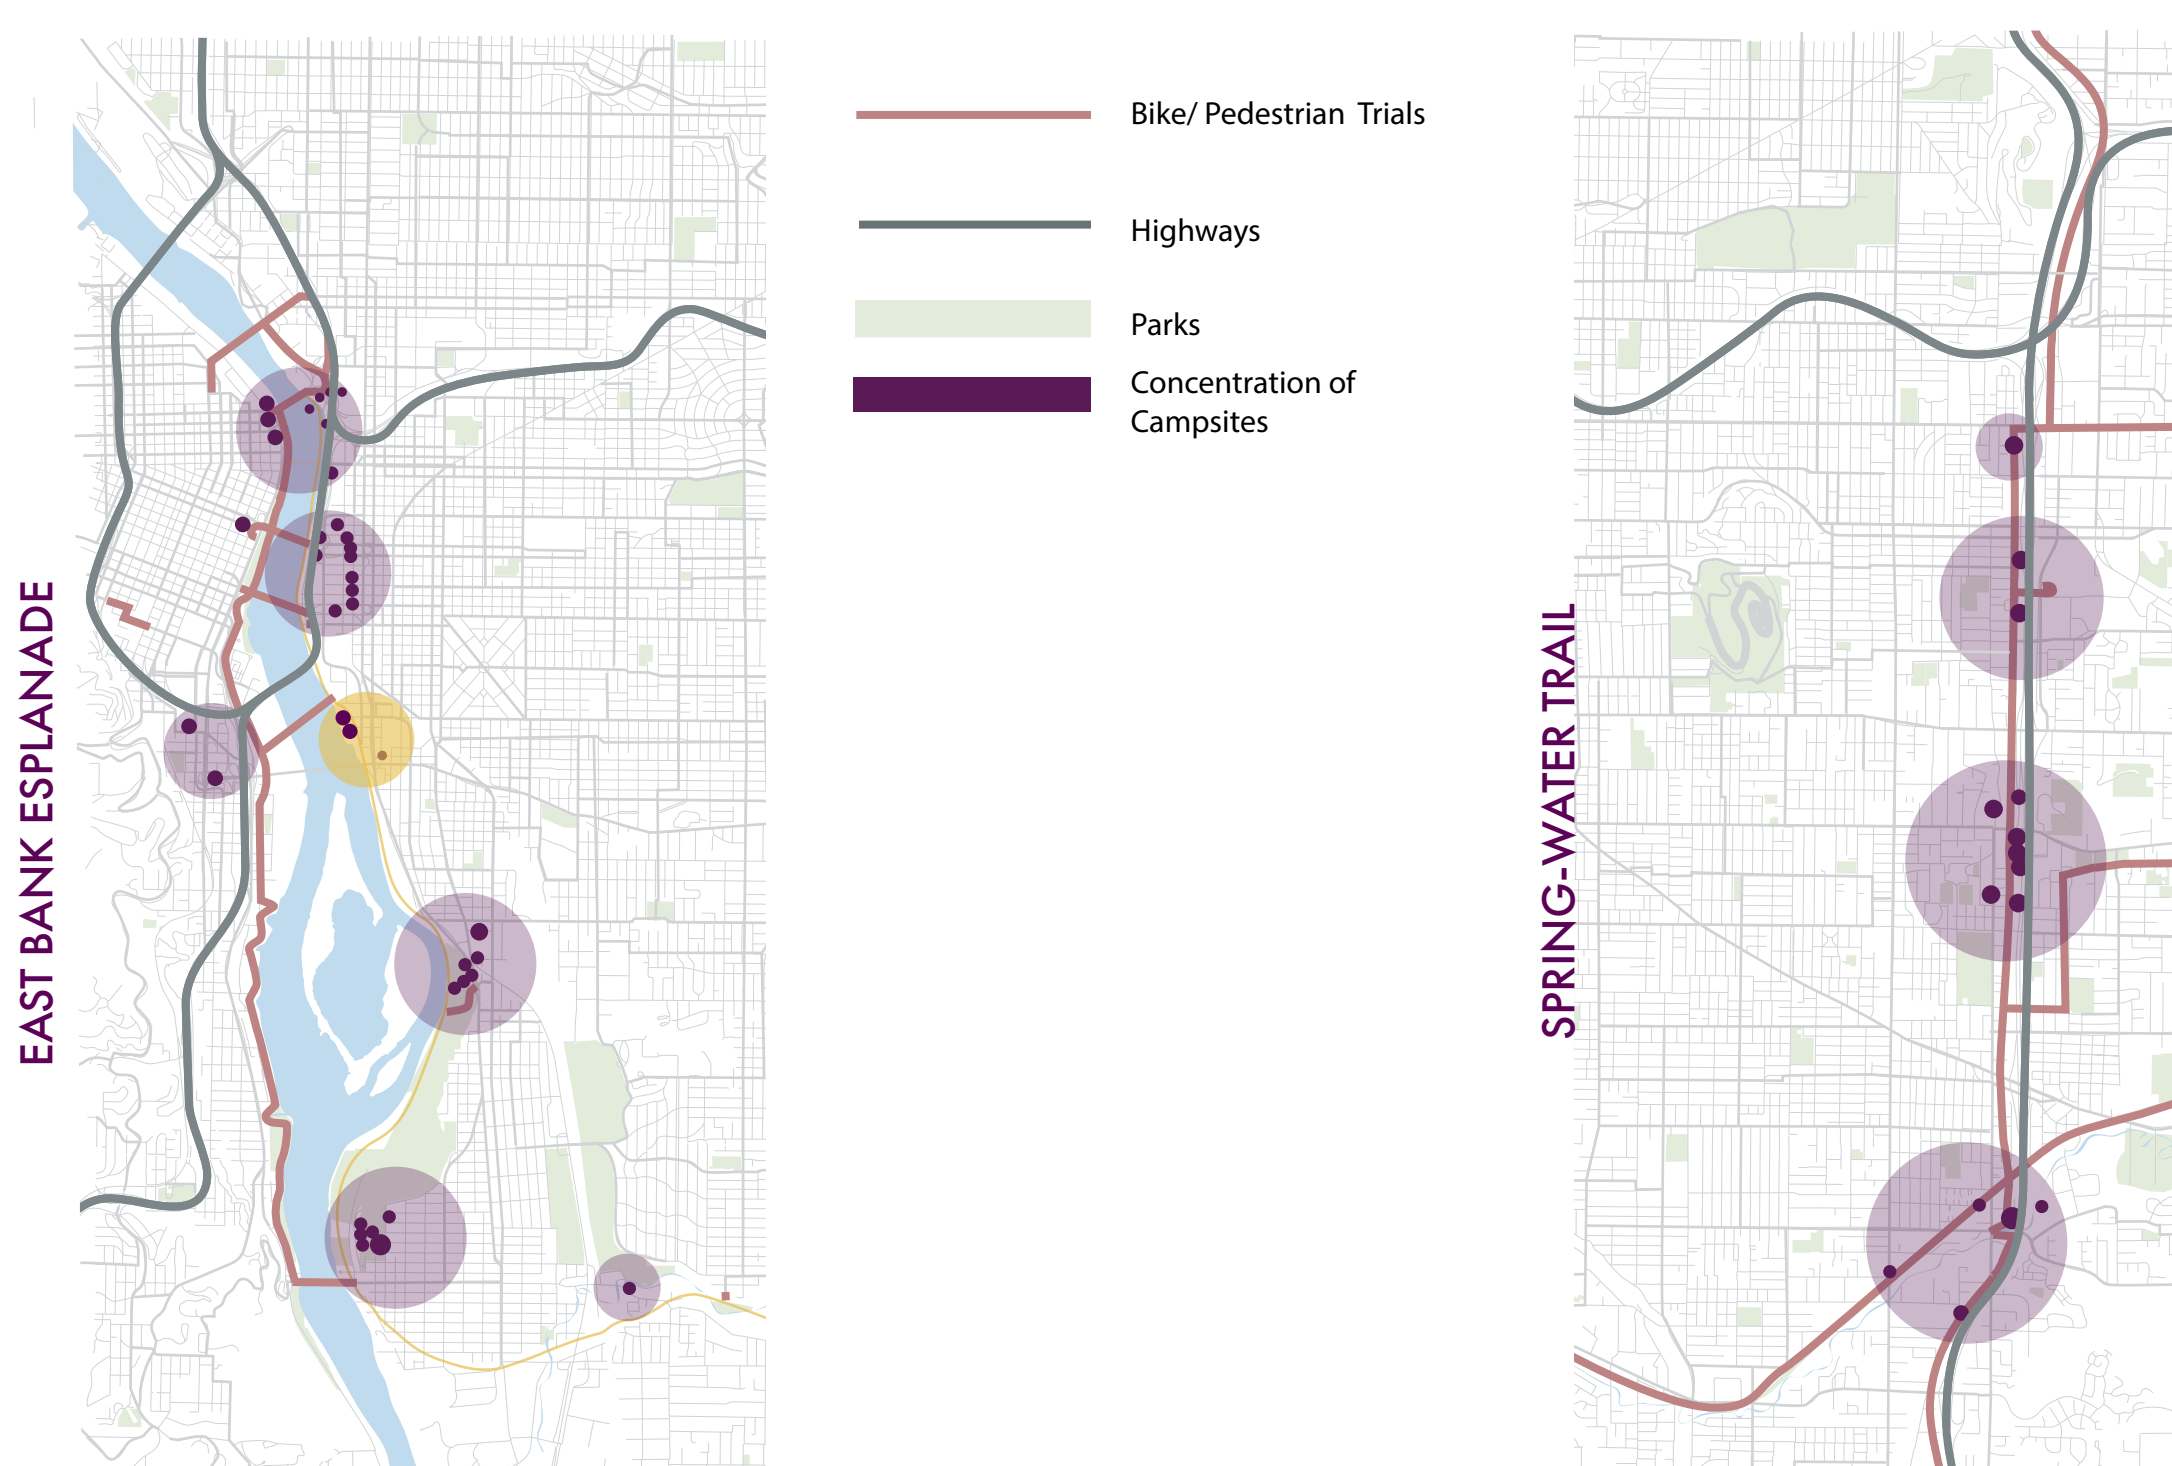 EAST BANK ESPLANADE
Bike/ Pedestrian Trials
Highways
Parks
Concentration of
Campsites
SPRING-WATER TRAIL